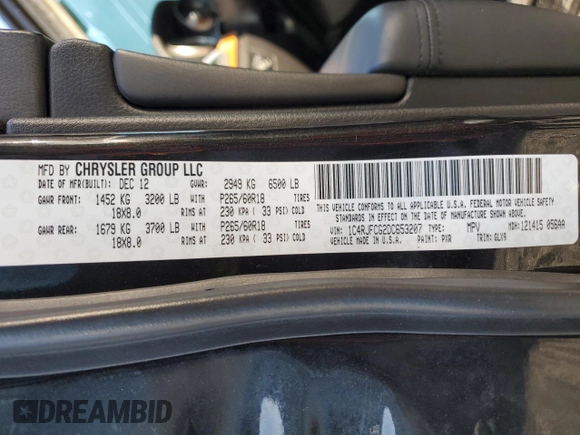 MFD BY CHRYSLER GROUP LLC
DATE OF MFR(BUILT): DEC 12 GVWR: 2949 KG 6500 LB
GAWR FRONT: 1452 KG 3200 LB WITH P265/60R18 TIRES
18X8.0 RIMS AT 230 KPA ( 33 PSI) COLD
GAWR REAR: 1679 KG 3700 LB WITH P265/60R18 TIRES
18X8.0 RIMS AT 230 KPA ( 33 PSI) COLD
THIS VEHICLE CONFORMS TO ALL APPLICABLE U.S.A. FEDERAL MOTOR VEHICLE SAFETY
STANDARDS IN EFFECT ON THE DATE OF MANUFACTURE SHOWN ABOVE.
VIN: 1C4RJFCG2DC653207 TYPE: MPV MDH:121415 056AA
VEHICLE MADE IN U.S.A. PAINT: PXR TRIM: GLX9
DREAMBID